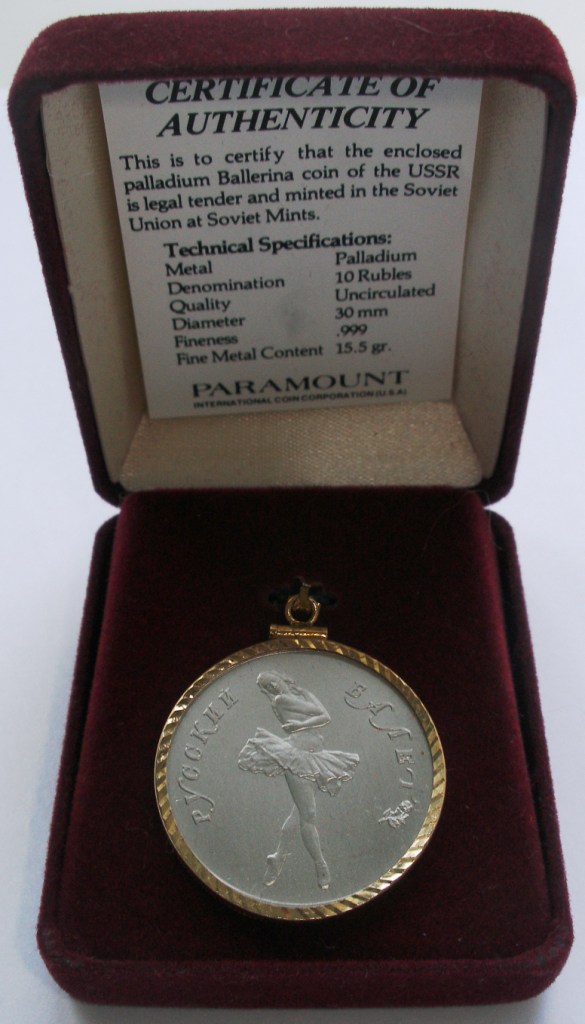 CERTIFICATE OF
AUTHENTICITY
This is to certify that the enclosed
palladium Ballerina coin of the USSR
is legal tender and minted in the Soviet
Union at Soviet Mints.
Technical Specifications:
Metal Palladium
Denomination 10 Rubles
Quality Uncirculated
Diameter 30 mm
Fineness .999
Fine Metal Content 15.5 gr.
PARAMOUNT
INTERNATIONAL COIN CORPORATION (U.S.A)
РУССКИЙ БАЛЕТ